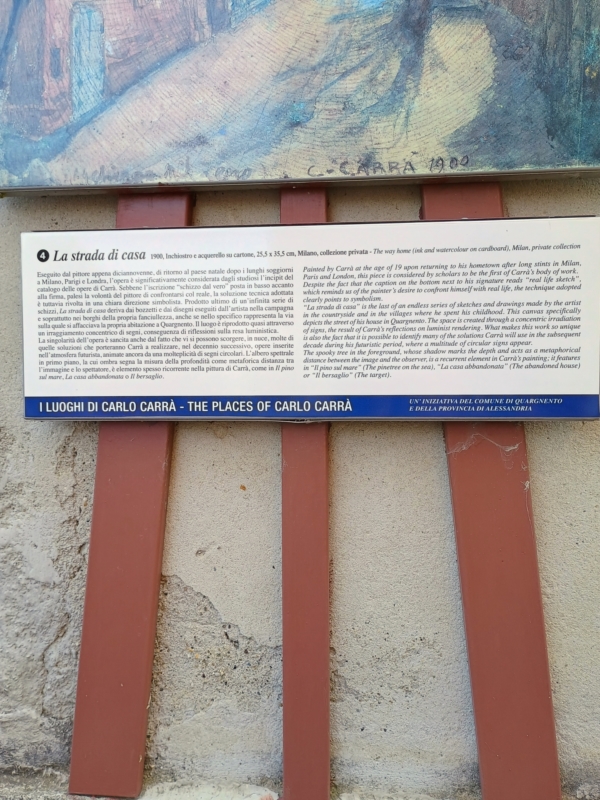 C. CARRÀ 1900
4 La strada di casa 1900, Inchiostro e acquerello su cartone, 25,5 x 35,5 cm, Milano, collezione privata - The way home (ink and watercolour on cardboard), Milan, private collection
Eseguito dal pittore appena diciannovenne, di ritorno al paese natale dopo i lunghi soggiorni
a Milano, Parigi e Londra, l'opera è significativamente considerata dagli studiosi l'incipit del
catalogo delle opere di Carrà. Sebbene l'iscrizione "schizzo dal vero" posta in basso accanto
alla firma, palesi la volontà del pittore di confrontarsi col reale, la soluzione tecnica adottata
è tuttavia rivolta in una chiara direzione simbolista. Prodotto ultimo di un'infinita serie di
schizzi, La strada di casa deriva dai bozzetti e dai disegni eseguiti dall'artista nella campagna
e soprattutto nei borghi della propria fanciullezza, anche se nello specifico rappresenta la via
sulla quale si affacciava la propria abitazione a Quargnento. Il luogo è riprodotto quasi attraverso
un irraggiamento concentrico di segni, conseguenza di riflessioni sulla resa luministica.
La singolarità dell'opera è sancita anche dal fatto che vi si possono scorgere, in nuce, molte di
quelle soluzioni che porteranno Carrà a realizzare, nel decennio successivo, opere inserite
nell'atmosfera futurista, animate ancora da una molteplicità di segni circolari. L'albero spettrale
in primo piano, la cui ombra segna la misura della profondità come metaforica distanza tra
l'immagine e lo spettatore, è elemento spesso ricorrente nella pittura di Carrà, come in Il pino
sul mare, La casa abbandonata o Il bersaglio.
Painted by Carrà at the age of 19 upon returning to his hometown after long stints in Milan,
Paris and London, this piece is considered by scholars to be the first of Carrà's body of work.
Despite the fact that the caption on the bottom next to his signature reads "real life sketch",
which reminds us of the painter's desire to confront himself with real life, the technique adopted
clearly points to symbolism.
"La strada di casa" is the last of an endless series of sketches and drawings made by the artist
in the countryside and in the villages where he spent his childhood. This canvas specifically
depicts the street of his house in Quargnento. The space is created through a concentric irradiation
of signs, the result of Carrà's reflections on luminist rendering. What makes this work so unique
is also the fact that it is possible to identify many of the solutions Carrà will use in the subsequent
decade during his futuristic period, where a multitude of circular signs appear.
The spooky tree in the foreground, whose shadow marks the depth and acts as a metaphorical
distance between the image and the observer, is a recurrent element in Carrà's painting; it features
in "Il pino sul mare" (The pinetree on the sea), "La casa abbandonata" (The abandoned house)
or "Il bersaglio" (The target).
I LUOGHI DI CARLO CARRÀ - THE PLACES OF CARLO CARRÀ
UN'INIZIATIVA DEL COMUNE DI QUARGNENTO
E DELLA PROVINCIA DI ALESSANDRIA